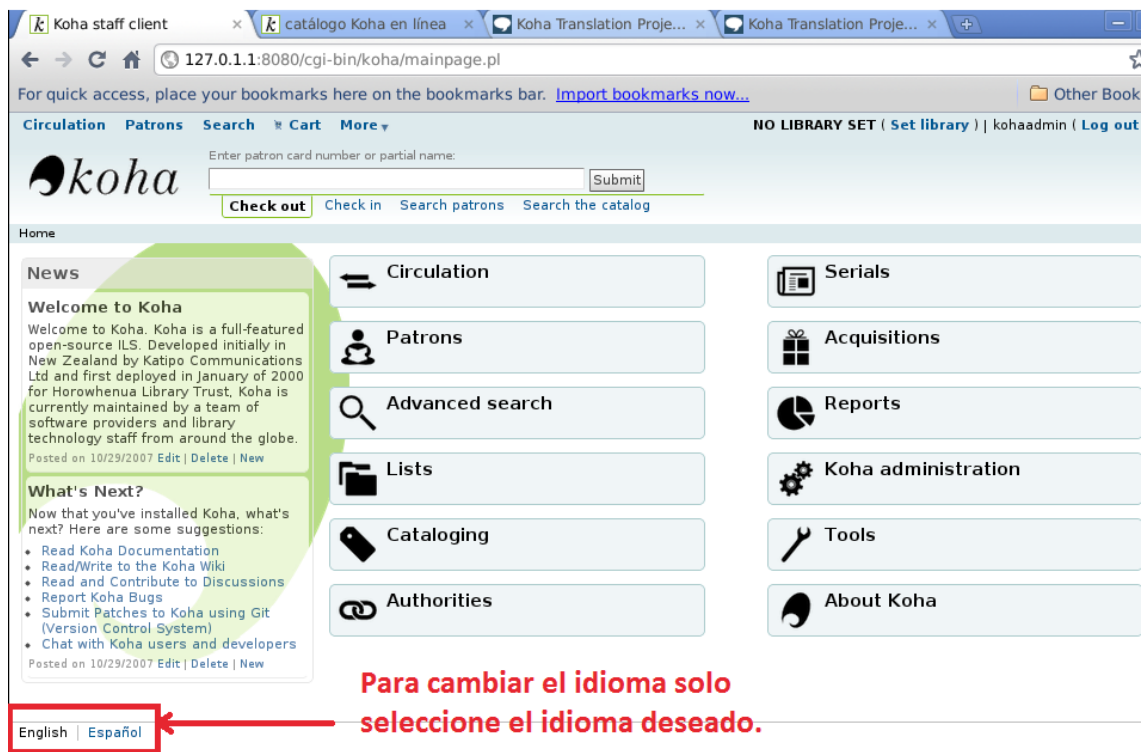 Koha staff client
catálogo Koha en línea
Koha Translation Proje...
Koha Translation Proje...
127.0.1.1:8080/cgi-bin/koha/mainpage.pl
For quick access, place your bookmarks here on the bookmarks bar. Import bookmarks now...
Other Book
Circulation Patrons Search Cart More
NO LIBRARY SET ( Set library ) | kohaadmin ( Log out
koha
Enter patron card number or partial name:
Submit
Check out Check in Search patrons Search the catalog
Home
News
Welcome to Koha
Welcome to Koha. Koha is a full-featured
open-source ILS. Developed initially in
New Zealand by Katipo Communications
Ltd and first deployed in January of 2000
for Horowhenua Library Trust, Koha is
currently maintained by a team of
software providers and library
technology staff from around the globe.
Posted on 10/29/2007 Edit | Delete | New
What's Next?
Now that you've installed Koha, what's
next? Here are some suggestions:
Read Koha Documentation
Read/Write to the Koha Wiki
Read and Contribute to Discussions
Report Koha Bugs
Submit Patches to Koha using Git
(Version Control System)
Chat with Koha users and developers
Posted on 10/29/2007 Edit | Delete | New
Circulation
Patrons
Advanced search
Lists
Cataloging
Authorities
Serials
Acquisitions
Reports
Koha administration
Tools
About Koha
Para cambiar el idioma solo
seleccione el idioma deseado.
English | Español